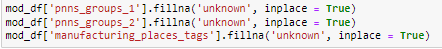 mod_df['pnns_groups_1'].fillna('unknown', inplace = True)
mod_df['pnns_groups_2'].fillna('unknown', inplace = True)
mod_df['manufacturing_places_tags'].fillna('unknown', inplace = True)